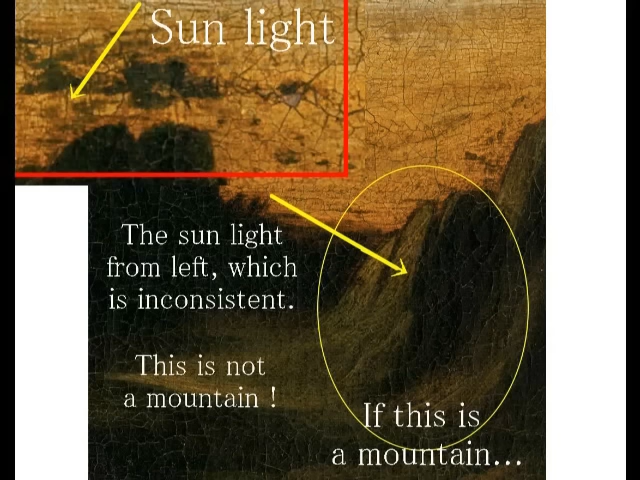 Sun light
The sun light
from left, which
is inconsistent.
This is not
a mountain !
If this is
a mountain...